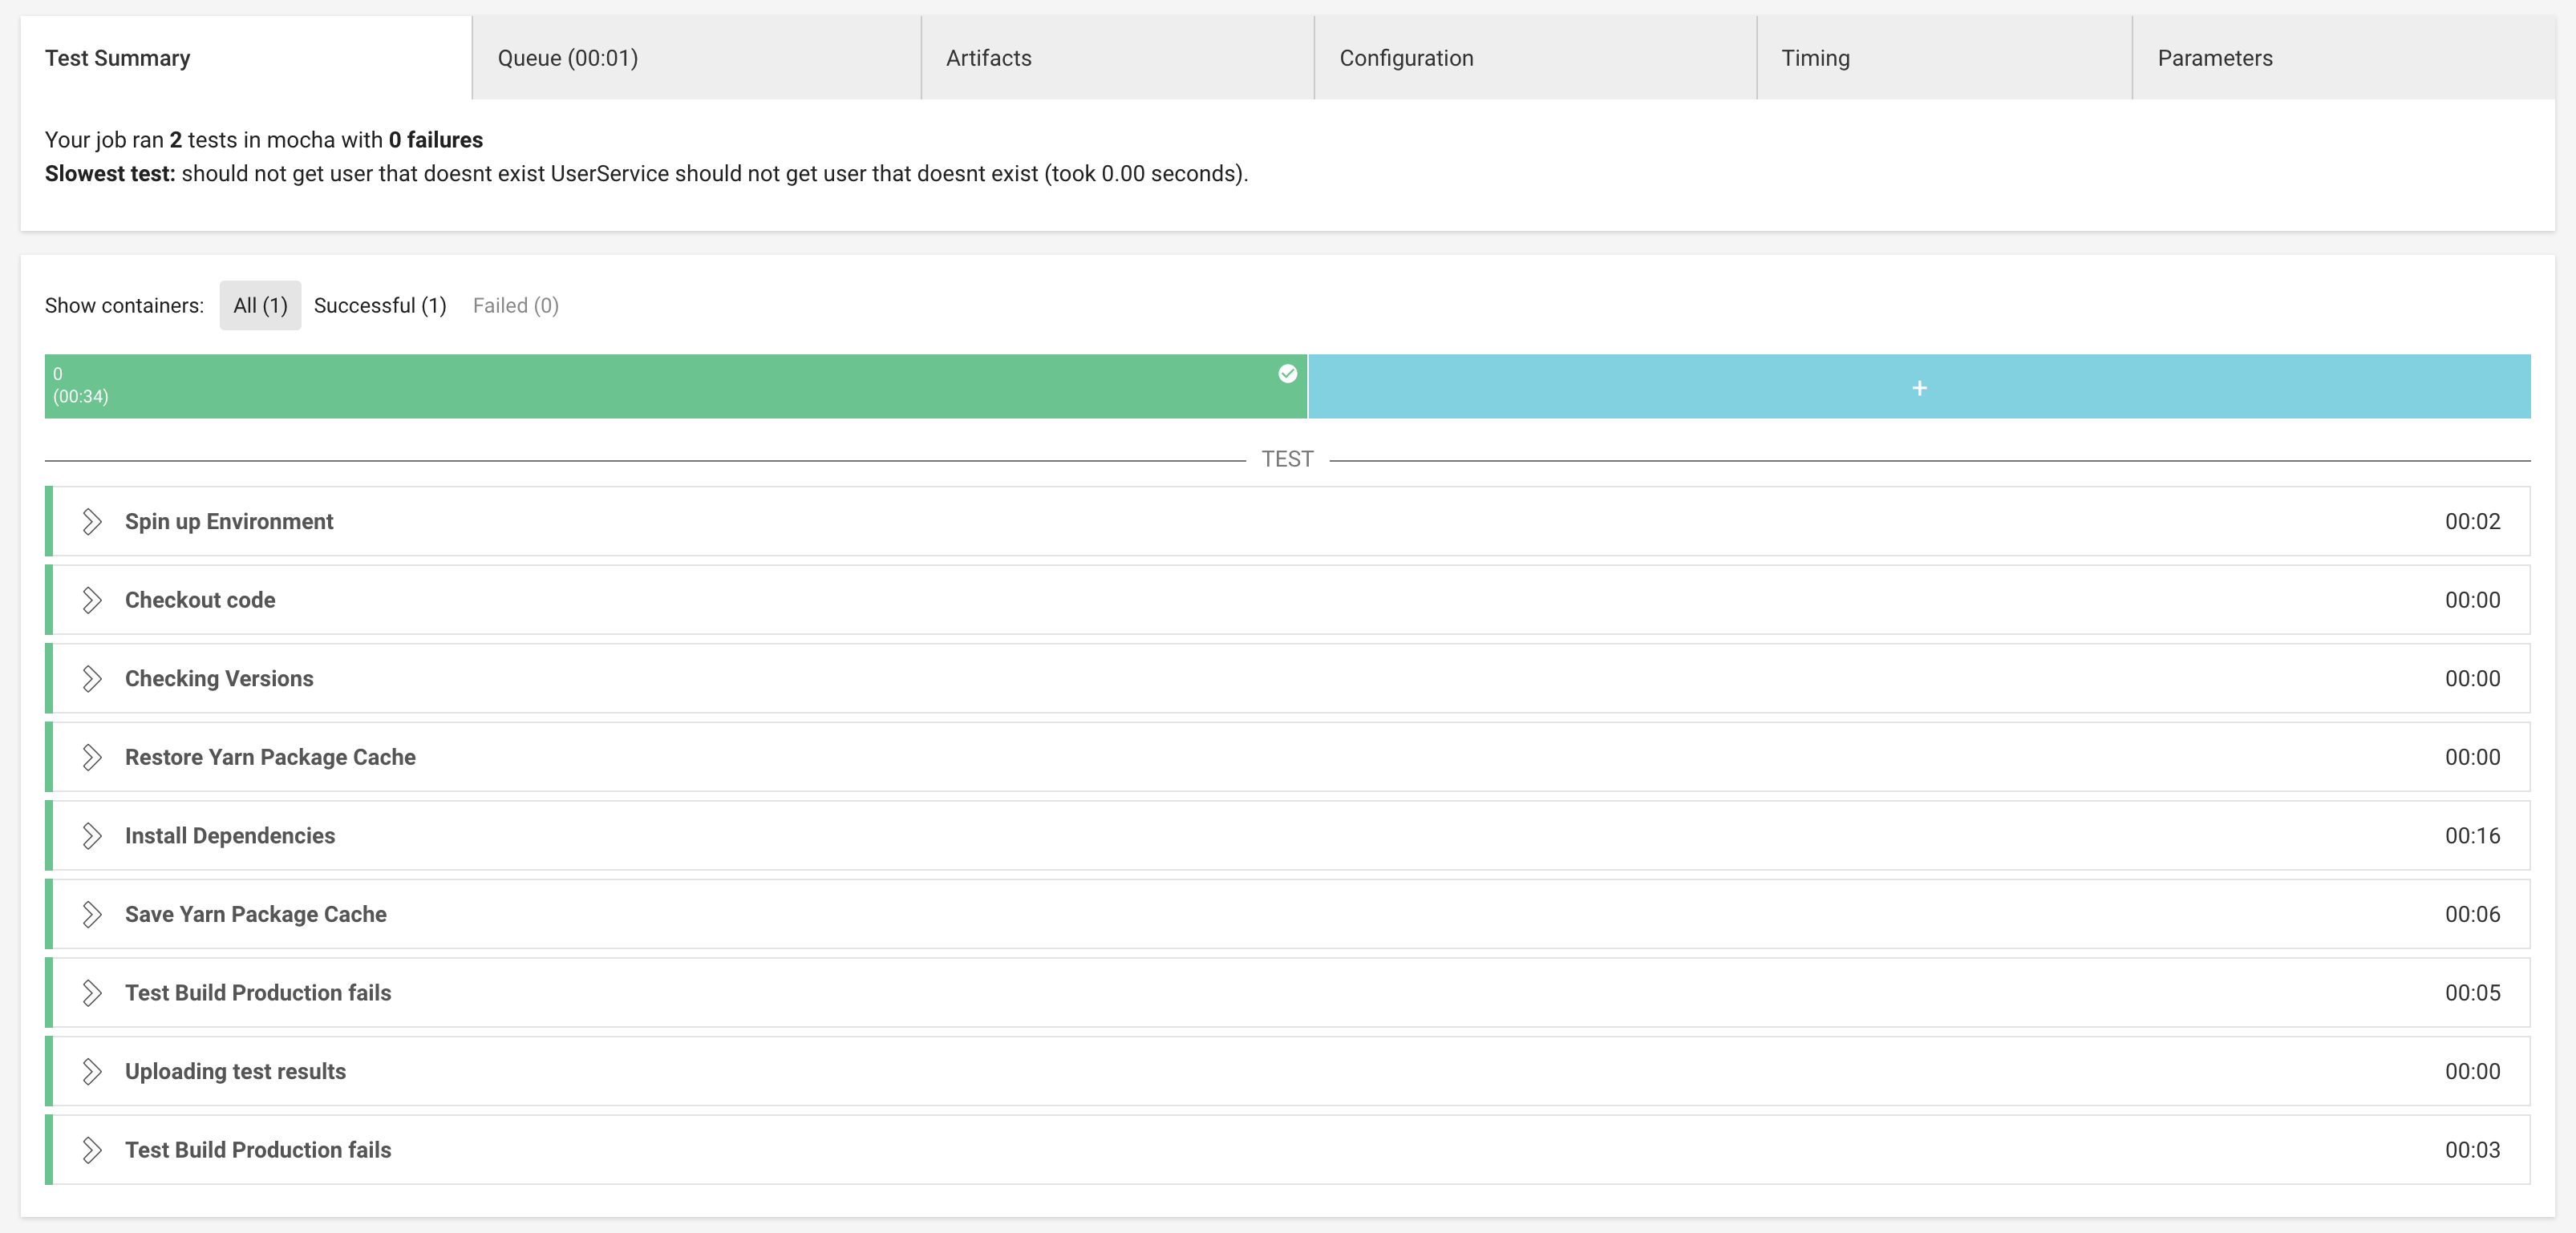 Test Summary
Queue (00:01)
Artifacts
Configuration
Timing
Parameters
Your job ran 2 tests in mocha with 0 failures
Slowest test: should not get user that doesnt exist UserService should not get user that doesnt exist (took 0.00 seconds).
Show containers: All (1) Successful (1) Failed (0)
0
(00:34)
+
TEST
Spin up Environment 00:02
Checkout code 00:00
Checking Versions 00:00
Restore Yarn Package Cache 00:00
Install Dependencies 00:16
Save Yarn Package Cache 00:06
Test Build Production fails 00:05
Uploading test results 00:00
Test Build Production fails 00:03